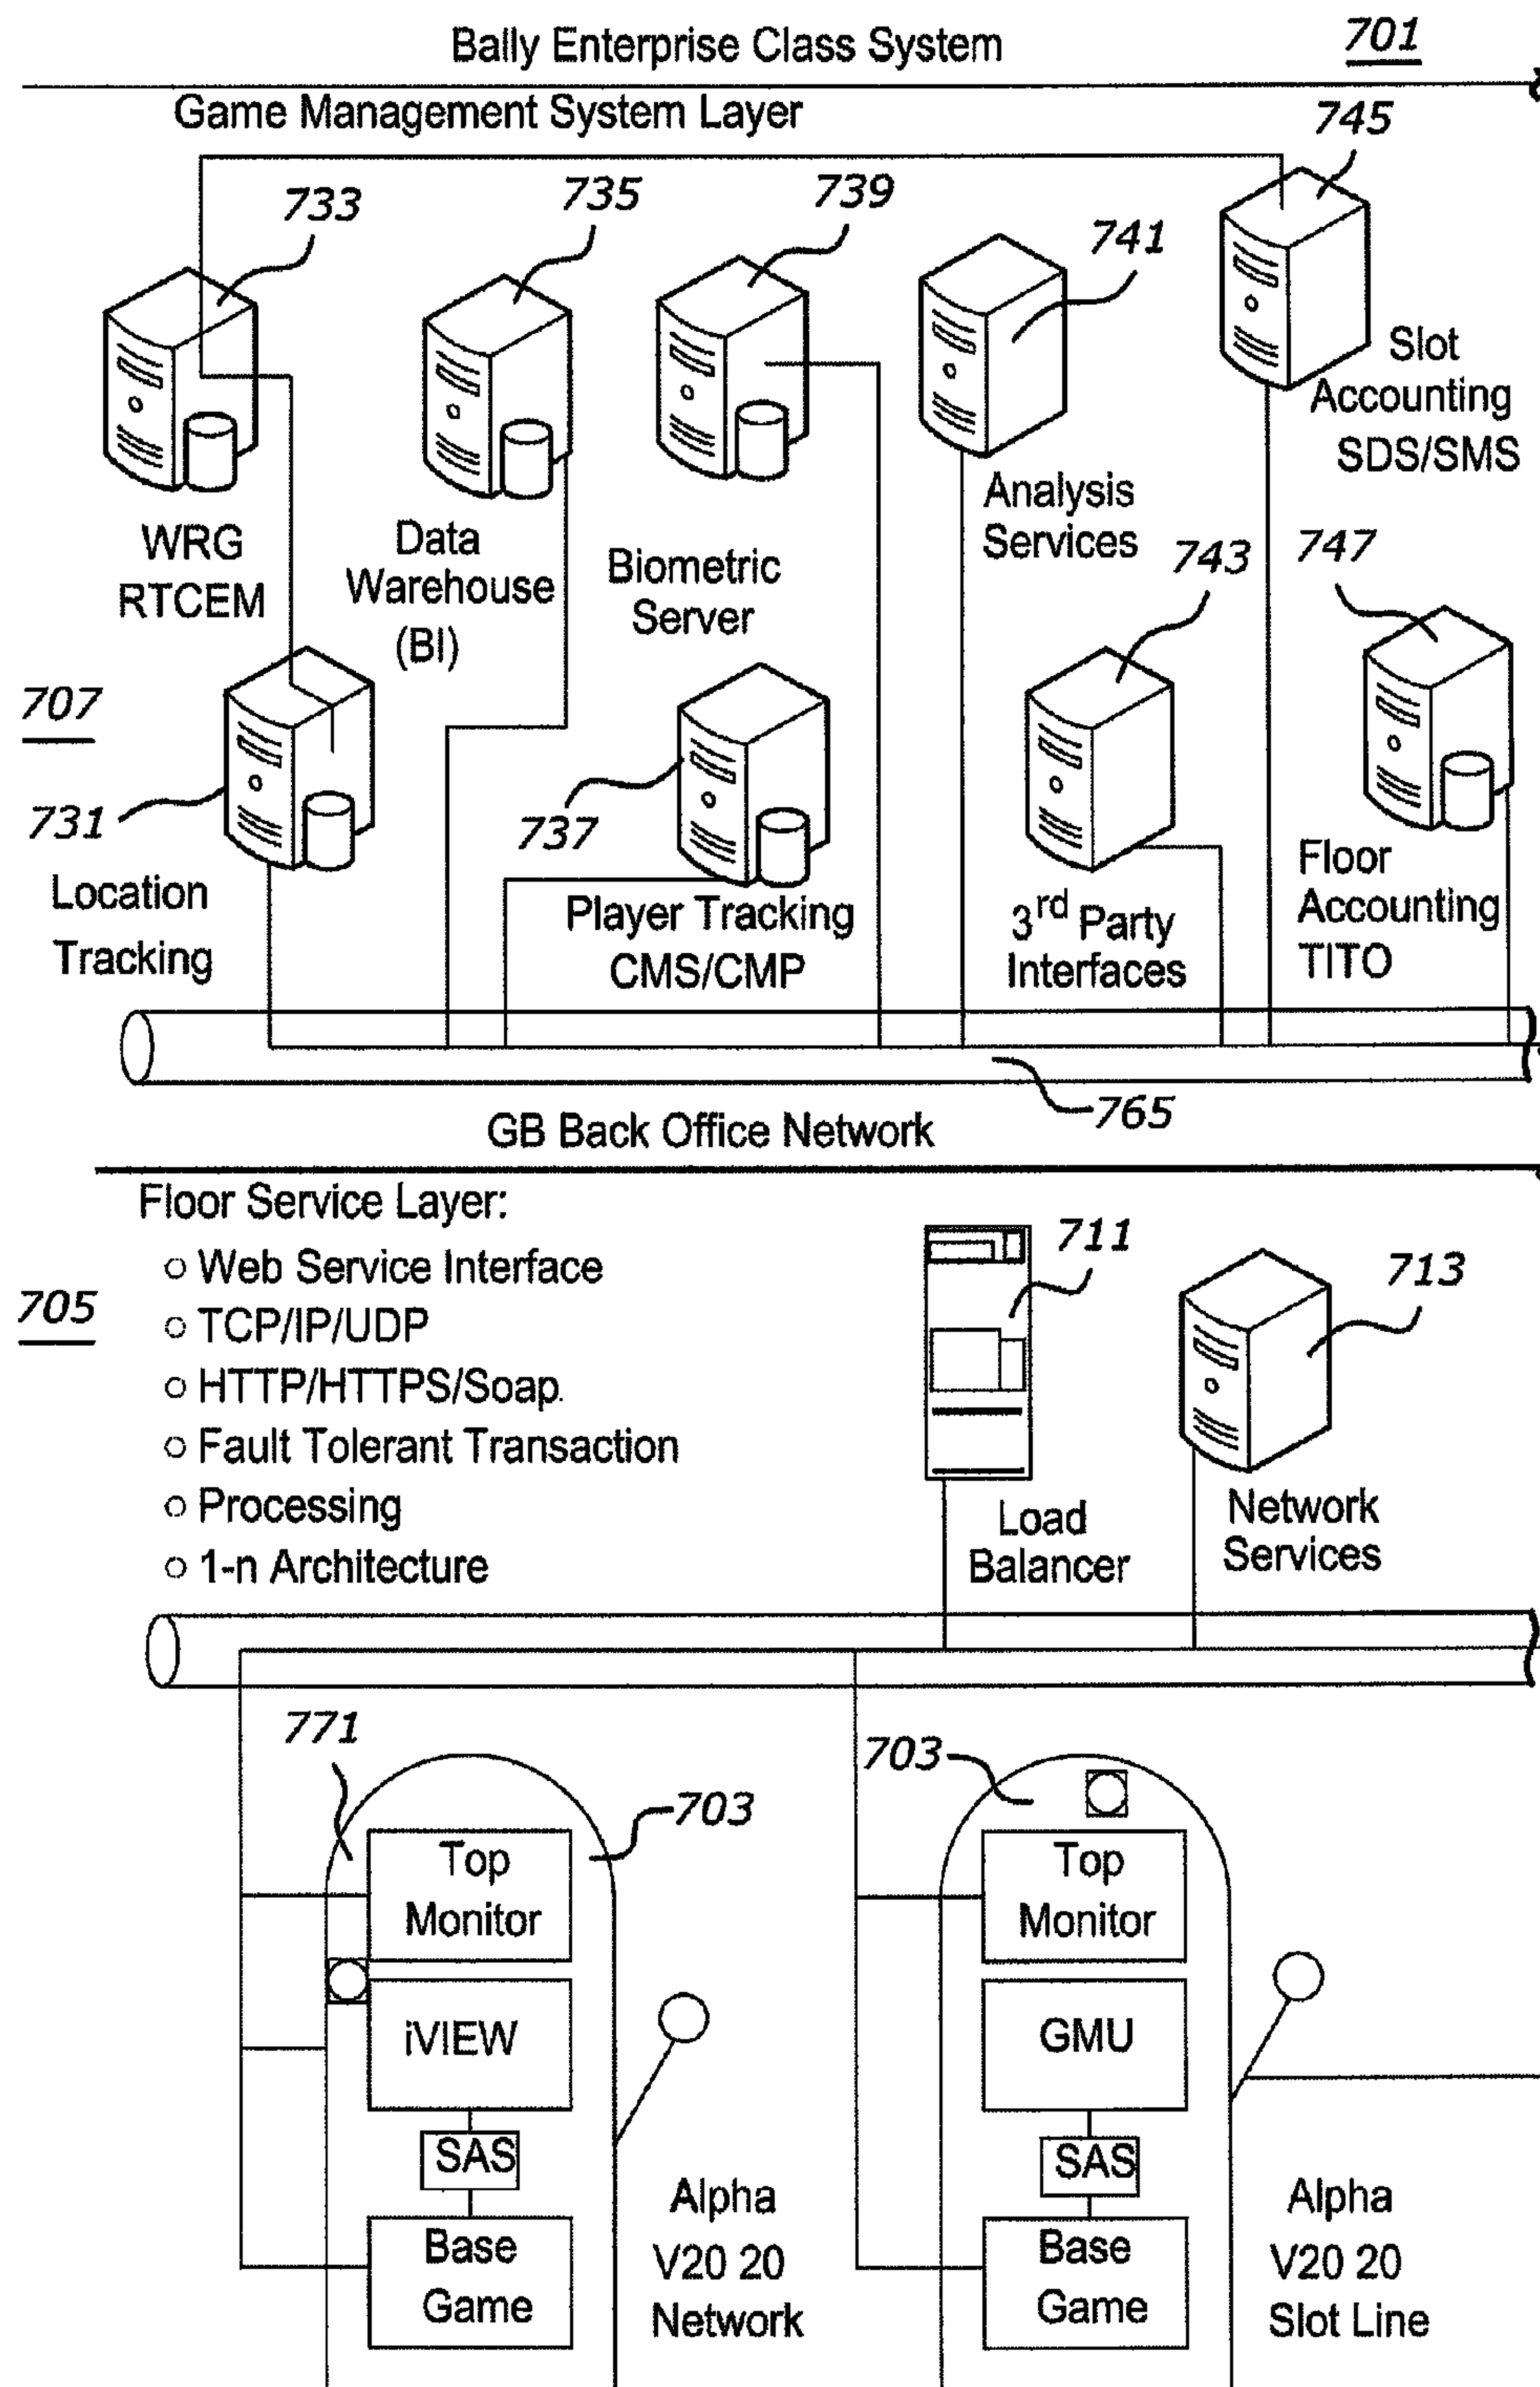 Bally Enterprise Class System
701
Game Management System Layer
745
733
735
739
741
Slot
Accounting
SDS/SMS
WRG
RTCEM
Data
Warehouse
(BI)
Biometric
Server
Analysis
Services
743
747
707
731
737
Location
Tracking
Player Tracking
CMS/CMP
3rd Party
Interfaces
Floor
Accounting
TITO
765
GB Back Office Network
Floor Service Layer:
○ Web Service Interface
○ TCP/IP/UDP
○ HTTP/HTTPS/Soap.
○ Fault Tolerant Transaction
○ Processing
○ 1-n Architecture
705
711
713
Load
Balancer
Network
Services
771
703
703
Top
Monitor
iVIEW
SAS
Base
Game
Alpha
V20 20
Network
Top
Monitor
GMU
SAS
Base
Game
Alpha
V20 20
Slot Line